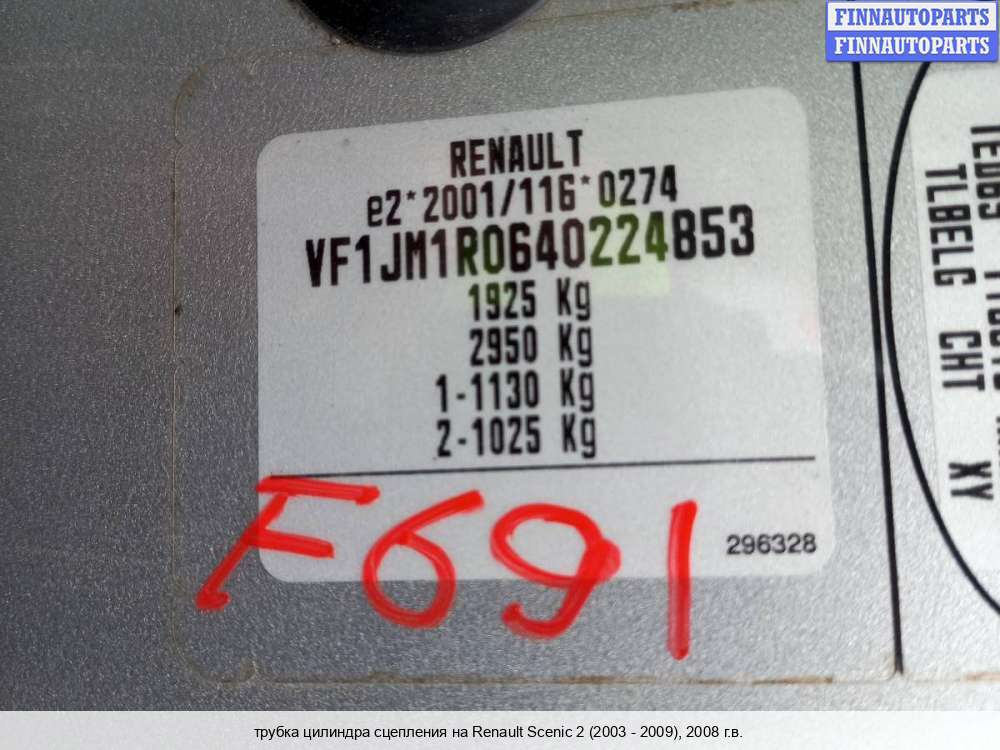 FINNAUTOPARTS
FINNAUTOPARTS
RENAULT
e2*2001/116*0274
VF1JM1R0640224853
1925 Kg
2950 Kg
1-1130 Kg
2-1025 Kg
296328
F691
TLBELG CHT XY
трубка цилиндра сцепления на Renault Scenic 2 (2003 - 2009), 2008 г.в.